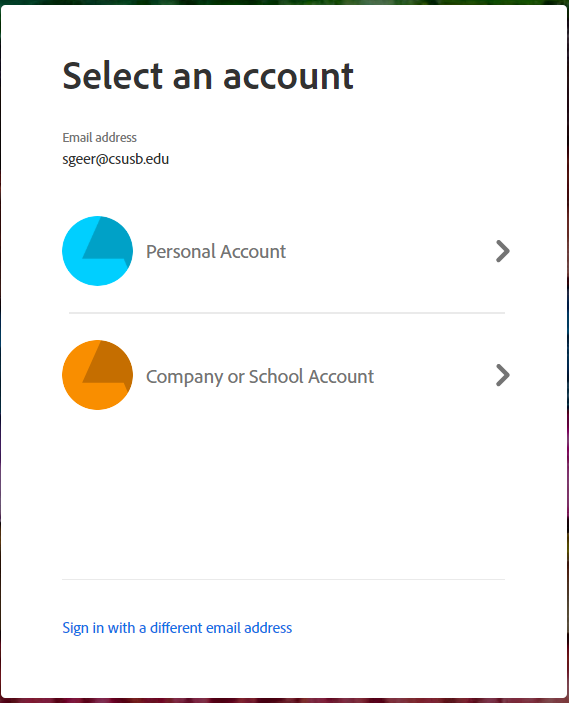 Select an account
Email address
sgeer@csusb.edu
Personal Account
Company or School Account
Sign in with a different email address